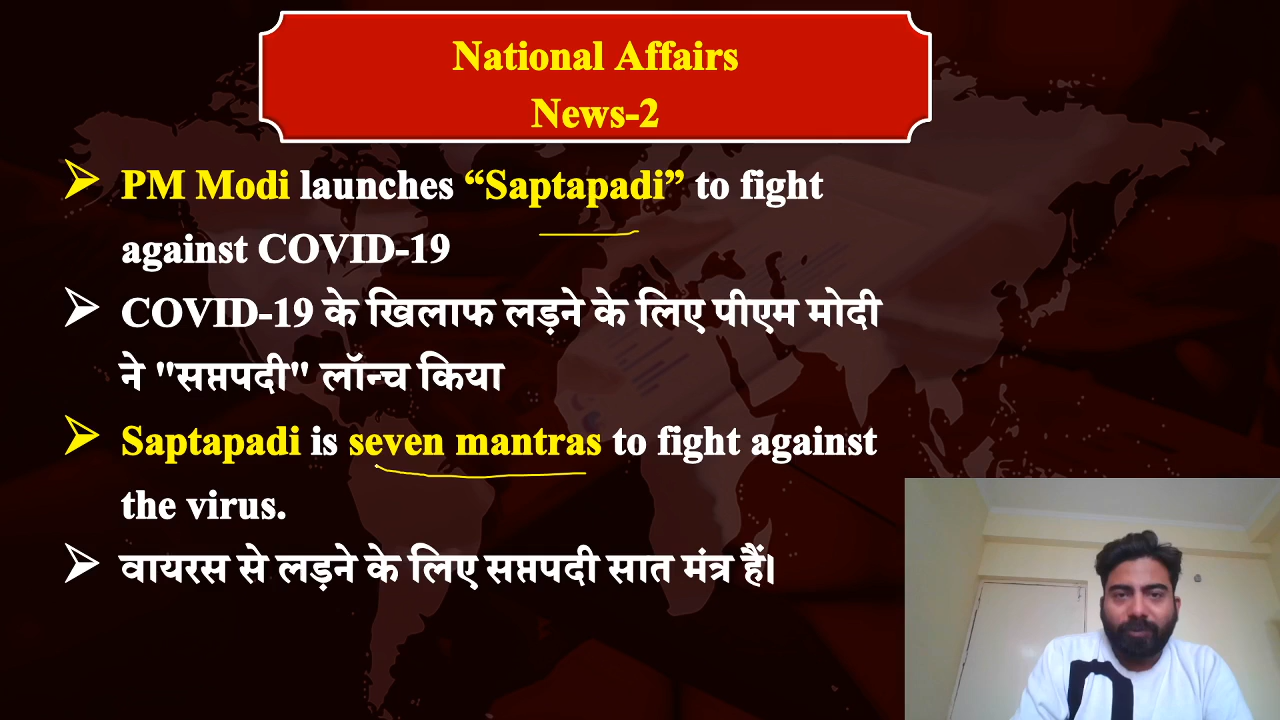 National Affairs
News-2
PM Modi launches “Saptapadi” to fight
against COVID-19
COVID-19 के खिलाफ लड़ने के लिए पीएम मोदी
ने "सप्तपदी" लॉन्च किया
Saptapadi is seven mantras to fight against
the virus.
वायरस से लड़ने के लिए सप्तपदी सात मंत्र हैं।